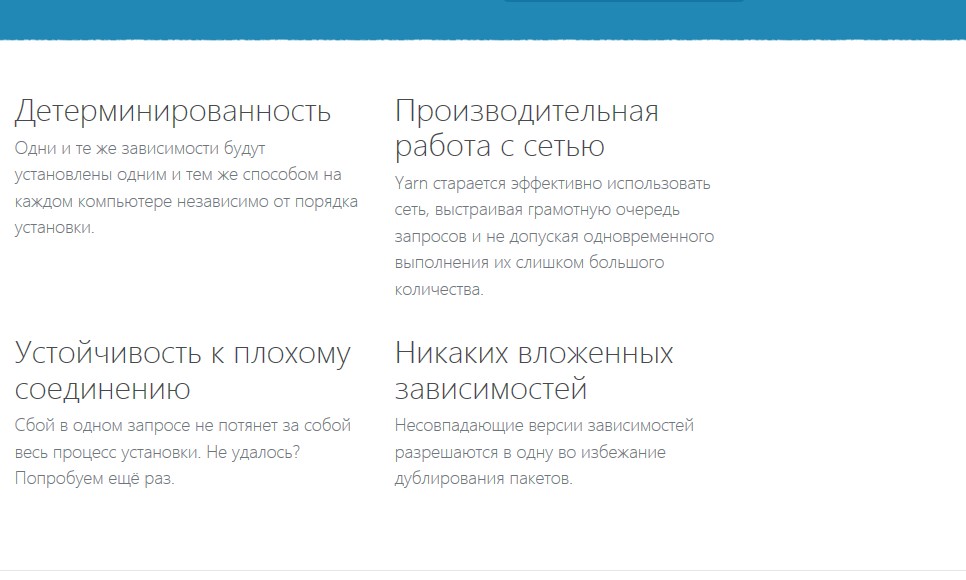 Детерминированность
Одни и те же зависимости будут
установлены одним и тем же способом на
каждом компьютере независимо от порядка
установки.
Производительная
работа с сетью
Yarn старается эффективно использовать
сеть, выстраивая грамотную очередь
запросов и не допуская одновременного
выполнения их слишком большого
количества.
Устойчивость к плохому
соединению
Сбой в одном запросе не потянет за собой
весь процесс установки. Не удалось?
Попробуем ещё раз.
Никаких вложенных
зависимостей
Несовпадающие версии зависимостей
разрешаются в одну во избежание
дублирования пакетов.